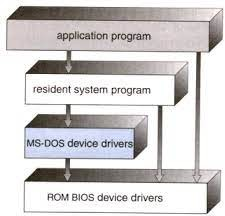 application program
resident system program
MS-DOS device drivers
ROM BIOS device drivers